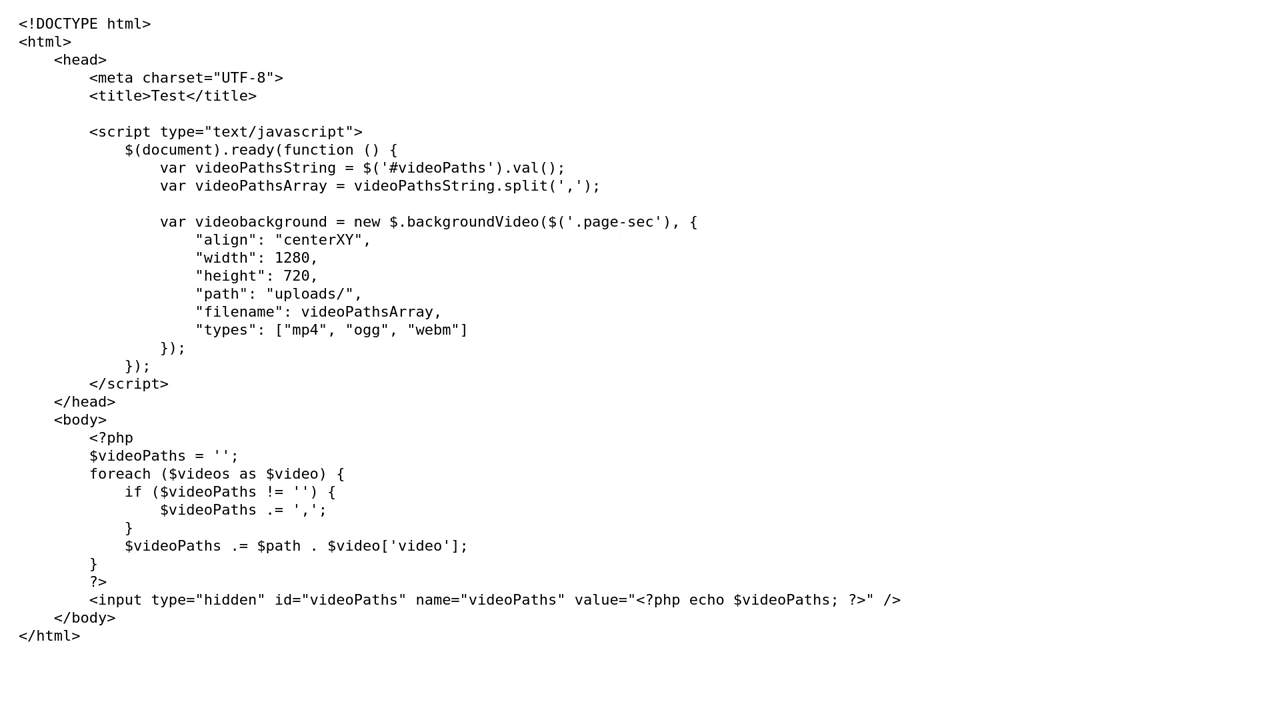 <!DOCTYPE html>
<html>
    <head>
        <meta charset="UTF-8">
        <title>Test</title>

        <script type="text/javascript">
            $(document).ready(function () {
                var videoPathsString = $('#videoPaths').val();
                var videoPathsArray = videoPathsString.split(',');

                var videobackground = new $.backgroundVideo($('.page-sec'), {
                    "align": "centerXY",
                    "width": 1280,
                    "height": 720,
                    "path": "uploads/",
                    "filename": videoPathsArray,
                    "types": ["mp4", "ogg", "webm"]
                });
            });
        </script>
    </head>
    <body>
        <?php
        $videoPaths = '';
        foreach ($videos as $video) {
            if ($videoPaths != '') {
                $videoPaths .= ',';
            }
            $videoPaths .= $path . $video['video'];
        }
        ?>
        <input type="hidden" id="videoPaths" name="videoPaths" value="<?php echo $videoPaths; ?>" />
    </body>
</html>